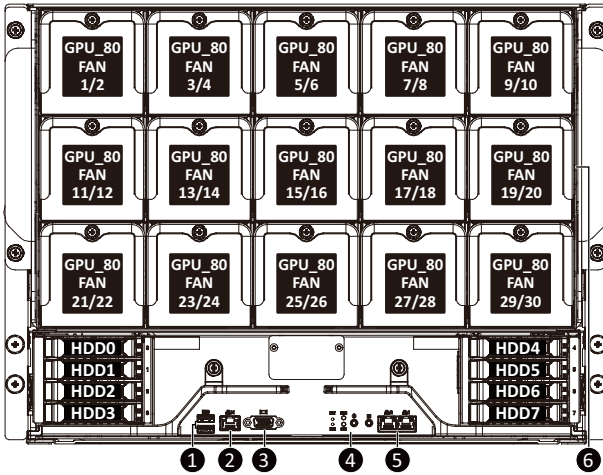 GPU_80 FAN 1/2
GPU_80 FAN 3/4
GPU_80 FAN 5/6
GPU_80 FAN 7/8
GPU_80 FAN 9/10
GPU_80 FAN 11/12
GPU_80 FAN 13/14
GPU_80 FAN 15/16
GPU_80 FAN 17/18
GPU_80 FAN 19/20
GPU_80 FAN 21/22
GPU_80 FAN 23/24
GPU_80 FAN 25/26
GPU_80 FAN 27/28
GPU_80 FAN 29/30
HDD0
HDD1
HDD2
HDD3
HDD4
HDD5
HDD6
HDD7
1 2 3 4 5 6